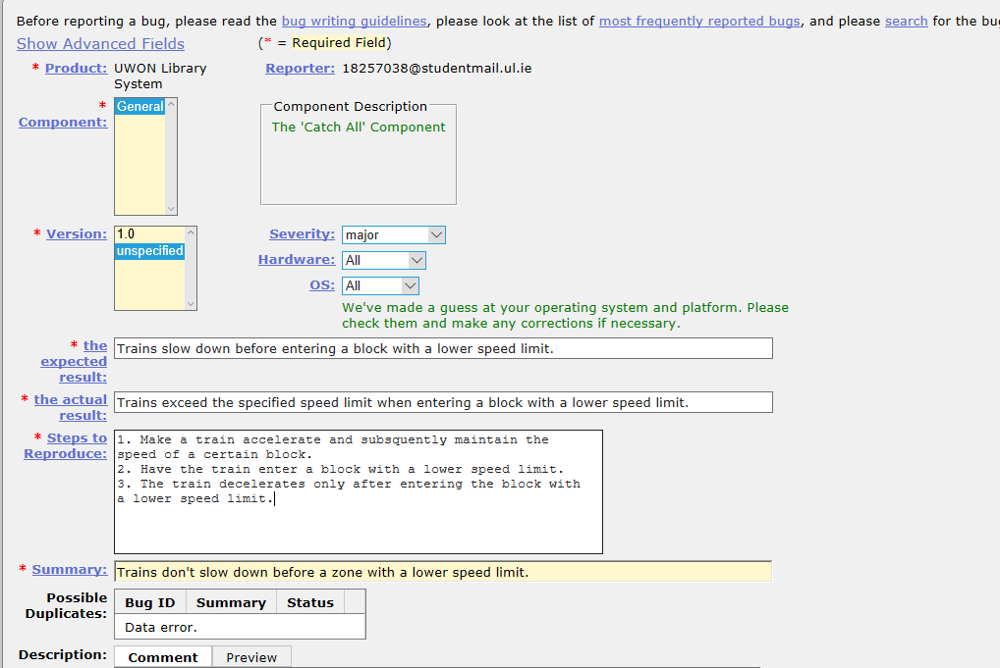 Before reporting a bug, please read the bug writing guidelines, please look at the list of most frequently reported bugs, and please search for the
Show Advanced Fields
(* = Required Field)
* Product: UWON Library System
Reporter: 18257038@studentmail.ul.ie
* Component:
General
Component Description
The 'Catch All' Component
* Version:
1.0
unspecified
Severity: major
Hardware: All
OS: All
We've made a guess at your operating system and platform. Please
check them and make any corrections if necessary.
* the expected result: Trains slow down before entering a block with a lower speed limit.
* the actual result: Trains exceed the specified speed limit when entering a block with a lower speed limit.
* Steps to Reproduce:
1. Make a train accelerate and subsquently maintain the
speed of a certain block.
2. Have the train enter a block with a lower speed limit.
3. The train decelerates only after entering the block with
a lower speed limit.
* Summary: Trains don't slow down before a zone with a lower speed limit.
Possible Duplicates:
Bug ID Summary Status
Data error.
Description: Comment Preview